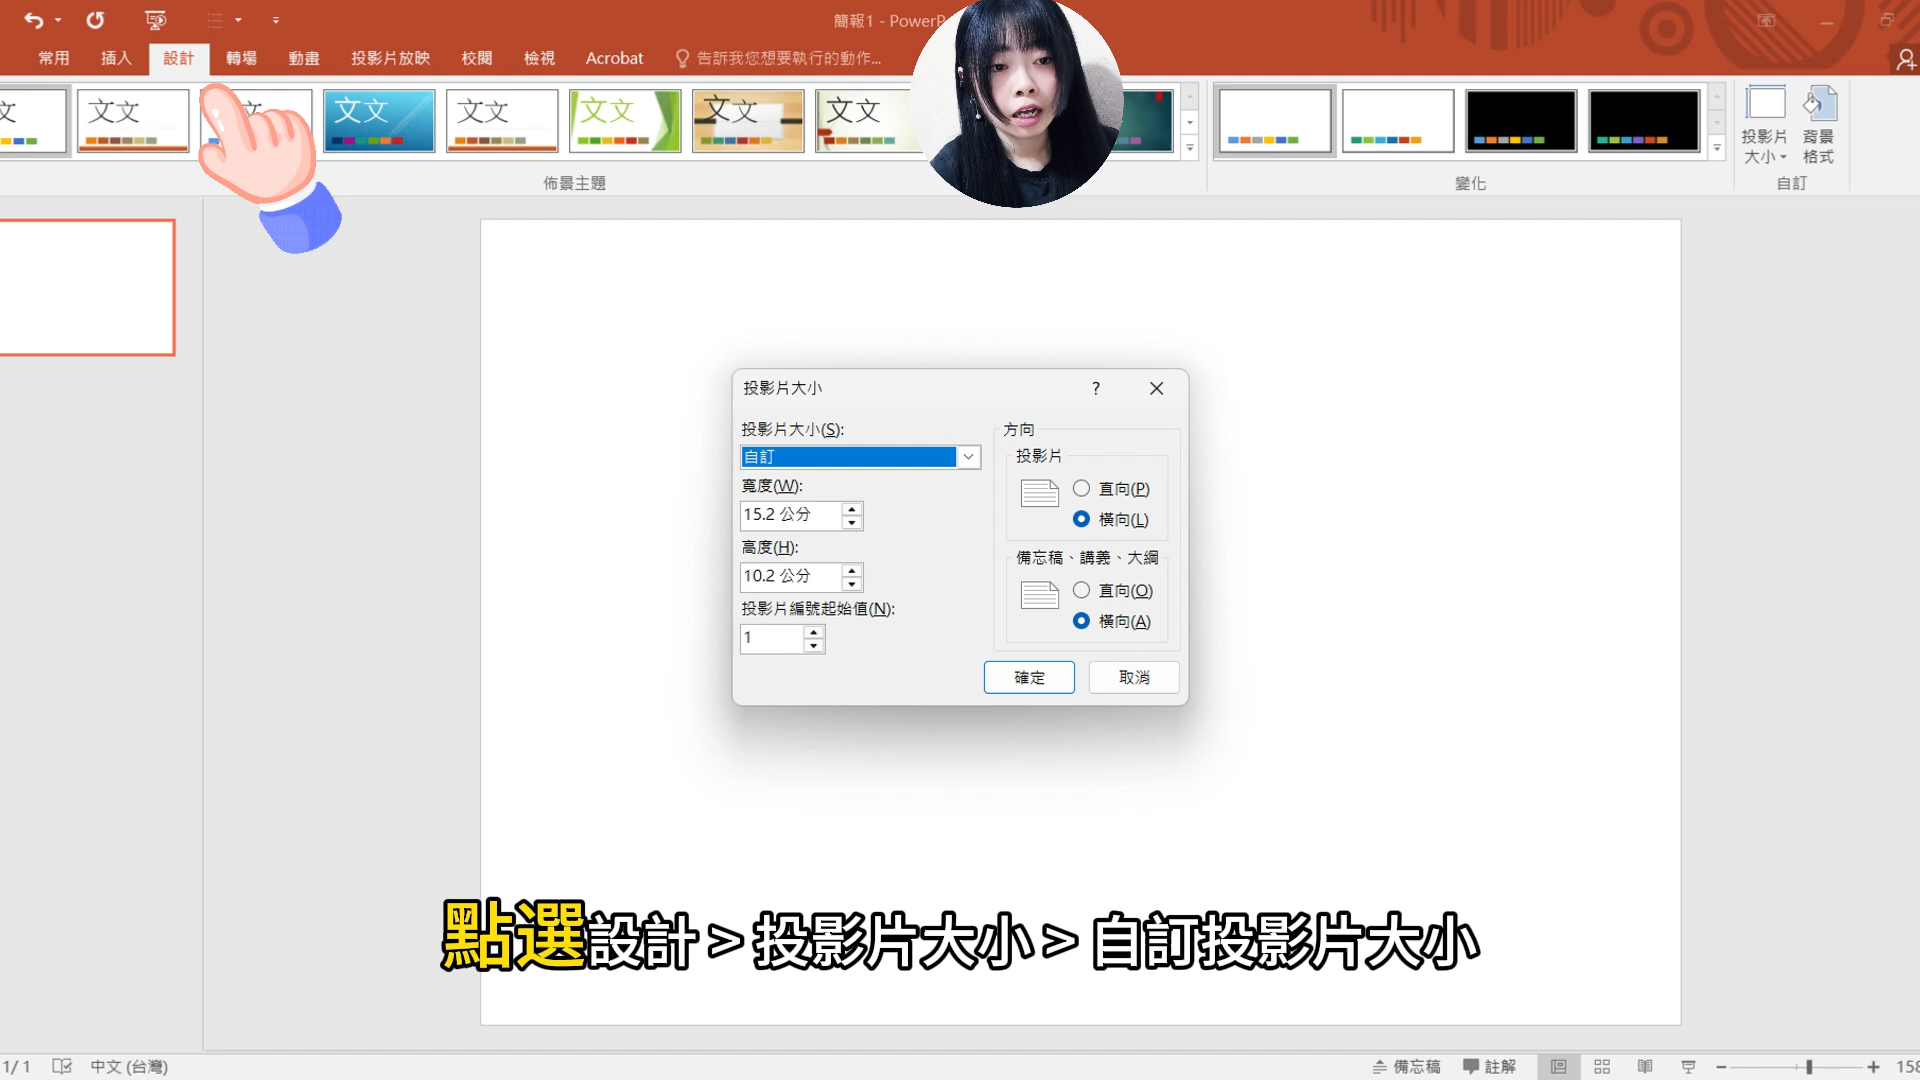 簡報1 - PowerP
常用 插入 設計 轉場 動畫 投影片放映 校閱 檢視 Acrobat 告訴我您想要執行的動作...
文 文文 文 文文 文文 文文 文文 文文
投影片大小 背景格式
佈景主題 變化 自訂
投影片大小 ?
投影片大小(S):
自訂
寬度(W):
15.2 公分
高度(H):
10.2 公分
投影片編號起始值(N):
1
方向
投影片
直向(P)
橫向(L)
備忘稿、講義、大綱
直向(O)
橫向(A)
確定 取消
點選設計 > 投影片大小 > 自訂投影片大小
1/1 中文 (台灣) 備忘稿 註解 158